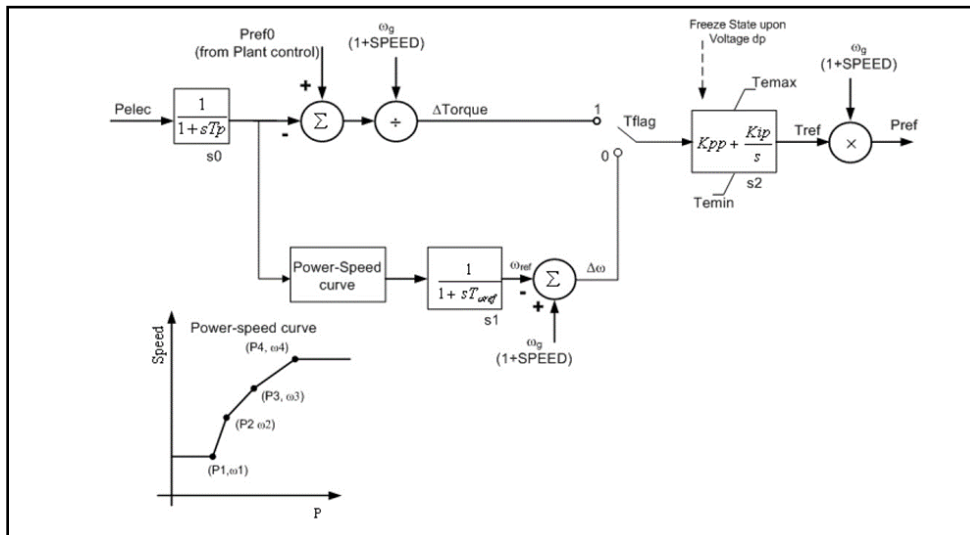 Pref0
(from Plant control)
ωg
(1+SPEED)
Freeze State upon
Voltage dp
ωg
(1+SPEED)
Temax
Pelec
1
1+sTp
s0
+
-
Σ
÷
ΔTorque
1
Tflag
0
Kpp + Kip
s
s2
Temin
Tref
×
Pref
Power-Speed
curve
1
1+sTωref
s1
ωref
-
+
Σ
Δω
ωg
(1+SPEED)
Power-speed curve
Speed
(P4, ω4)
(P3, ω3)
(P2 ω2)
(P1,ω1)
P